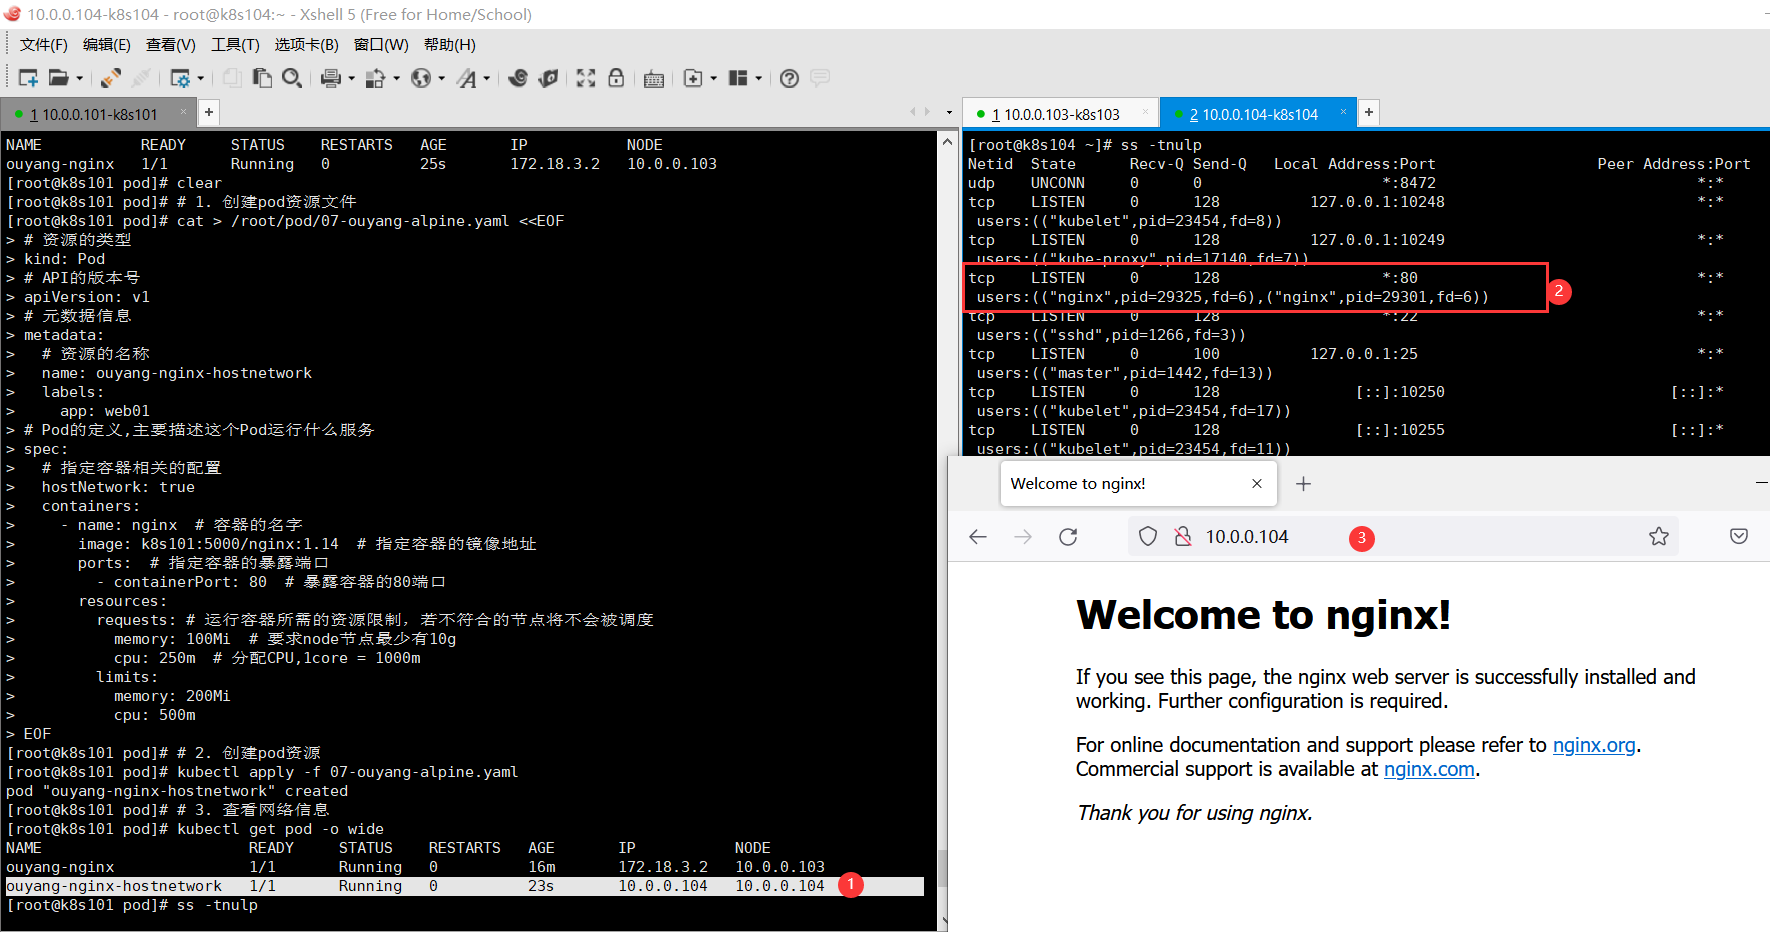 10.0.0.104-k8s104 - root@k8s104:~ - Xshell 5 (Free for Home/School)
文件(F) 编辑(E) 查看(V) 工具(T) 选项卡(B) 窗口(W) 帮助(H)
1 10.0.0.101-k8s101
NAME READY STATUS RESTARTS AGE IP NODE
ouyang-nginx 1/1 Running 0 25s 172.18.3.2 10.0.0.103
[root@k8s101 pod]# clear
[root@k8s101 pod]# # 1. 创建pod资源文件
[root@k8s101 pod]# cat > /root/pod/07-ouyang-alpine.yaml <<EOF
> # 资源的类型
> kind: Pod
> # API的版本号
> apiVersion: v1
> # 元数据信息
> metadata:
>   # 资源的名称
>   name: ouyang-nginx-hostnetwork
>   labels:
>     app: web01
> # Pod的定义,主要描述这个Pod运行什么服务
> spec:
>   # 指定容器相关的配置
>   hostNetwork: true
>   containers:
>     - name: nginx  # 容器的名字
>       image: k8s101:5000/nginx:1.14  # 指定容器的镜像地址
>       ports:  # 指定容器的暴露端口
>         - containerPort: 80  # 暴露容器的80端口
>       resources:
>         requests: # 运行容器所需的资源限制，若不符合的节点将不会被调度
>           memory: 100Mi  # 要求node节点最少有10g
>           cpu: 250m  # 分配CPU,1core = 1000m
>         limits:
>           memory: 200Mi
>           cpu: 500m
> EOF
[root@k8s101 pod]# # 2. 创建pod资源
[root@k8s101 pod]# kubectl apply -f 07-ouyang-alpine.yaml
pod "ouyang-nginx-hostnetwork" created
[root@k8s101 pod]# # 3. 查看网络信息
[root@k8s101 pod]# kubectl get pod -o wide
NAME READY STATUS RESTARTS AGE IP NODE
ouyang-nginx 1/1 Running 0 16m 172.18.3.2 10.0.0.103
ouyang-nginx-hostnetwork 1/1 Running 0 23s 10.0.0.104 10.0.0.104 1
[root@k8s101 pod]# ss -tnulp
1 10.0.0.103-k8s103
2 10.0.0.104-k8s104
[root@k8s104 ~]# ss -tnulp
Netid State Recv-Q Send-Q Local Address:Port Peer Address:Port
udp UNCONN 0 0 *:8472 *:*
tcp LISTEN 0 128 127.0.0.1:10248 *:*
users:(("kubelet",pid=23454,fd=8))
tcp LISTEN 0 128 127.0.0.1:10249 *:*
users:(("kube-proxy",pid=17140,fd=7))
tcp LISTEN 0 128 *:80 *:*
users:(("nginx",pid=29325,fd=6),("nginx",pid=29301,fd=6)) 2
tcp LISTEN 0 128 *:22 *:*
users:(("sshd",pid=1266,fd=3))
tcp LISTEN 0 100 127.0.0.1:25 *:*
users:(("master",pid=1442,fd=13))
tcp LISTEN 0 128 [::]:10250 [::]:*
users:(("kubelet",pid=23454,fd=17))
tcp LISTEN 0 128 [::]:10255 [::]:*
users:(("kubelet",pid=23454,fd=11))
Welcome to nginx!
10.0.0.104 3
Welcome to nginx!
If you see this page, the nginx web server is successfully installed and
working. Further configuration is required.
For online documentation and support please refer to nginx.org.
Commercial support is available at nginx.com.
Thank you for using nginx.